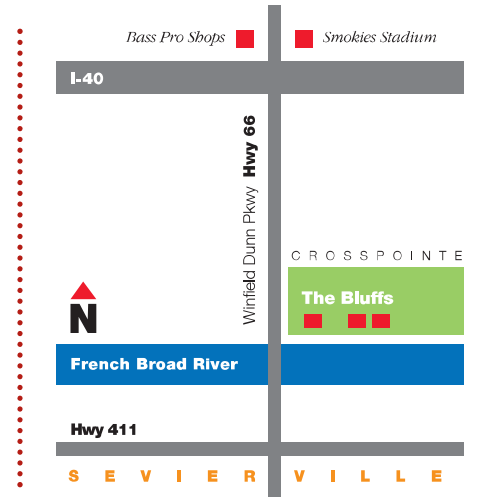 Bass Pro Shops
Smokies Stadium
I-40
Winfield Dunn Pkwy Hwy 66
CROSSPOINTE
The Bluffs
N
French Broad River
Hwy 411
SEVIERVILLE